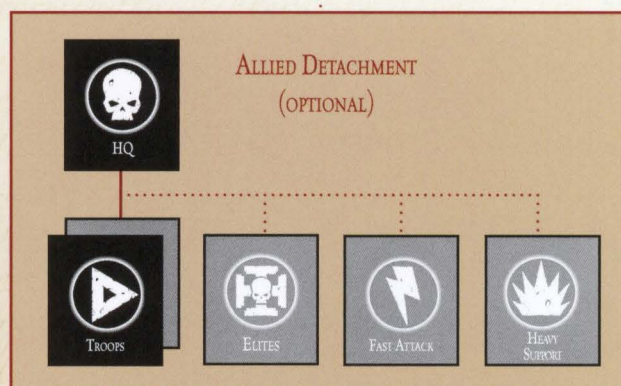 ALLIED DETACHMENT
(OPTIONAL)
HQ
TROOPS
ELITES
FAST ATTACK
HEAVY
SUPPORT